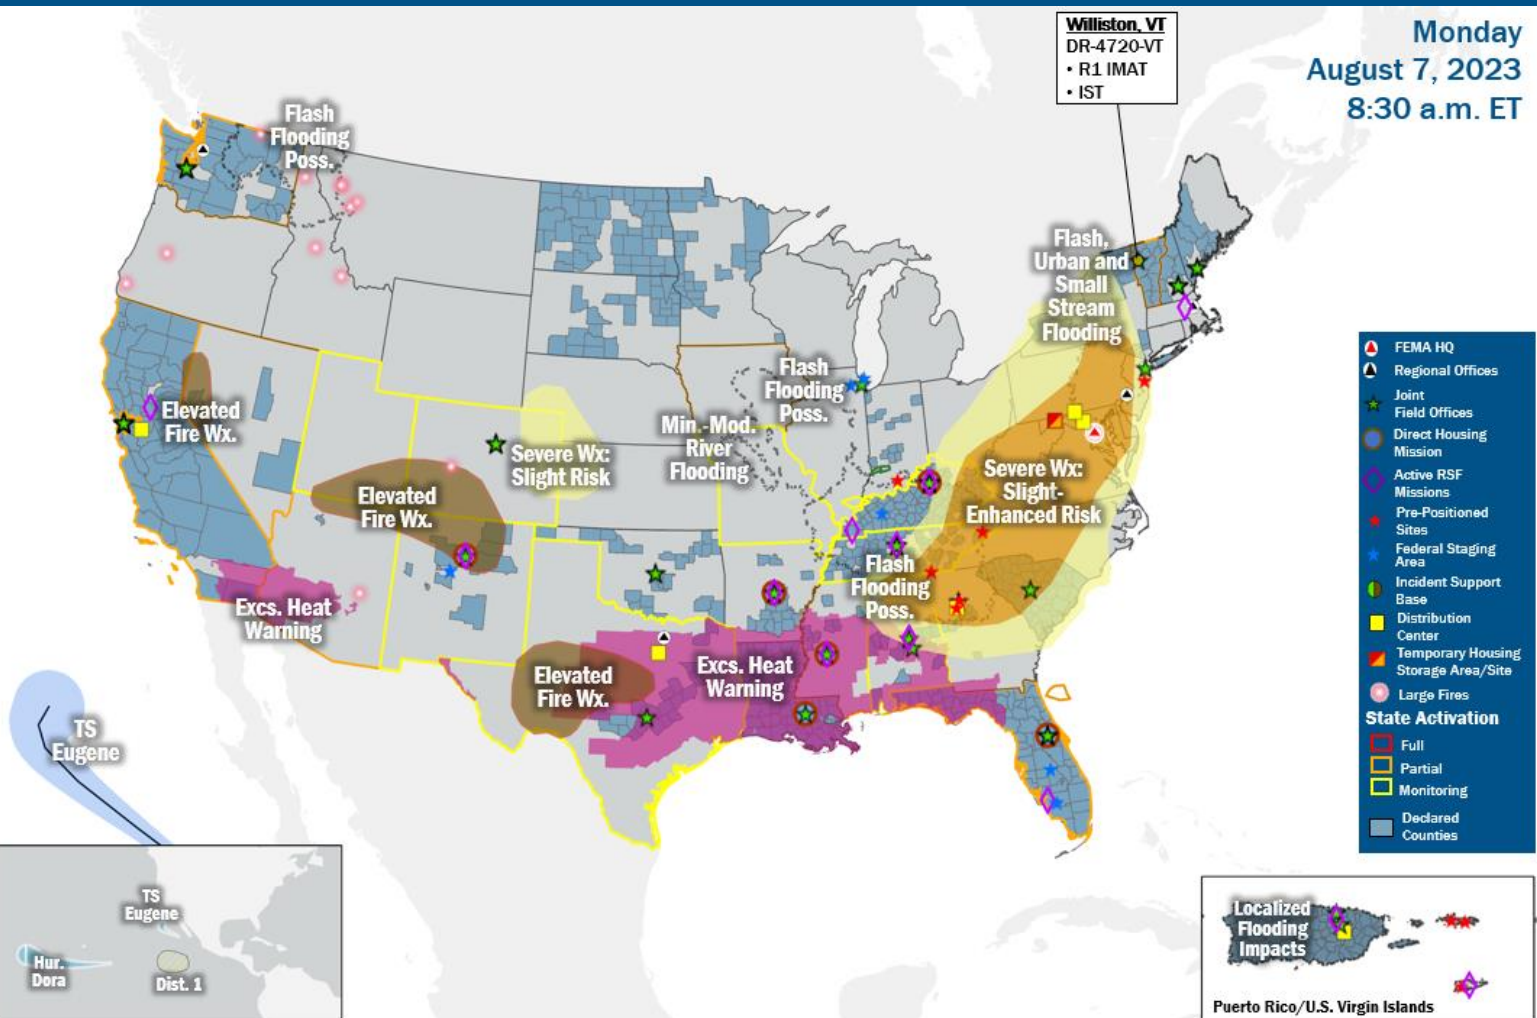 Williston, VT
DR-4720-VT
• R1 IMAT
• IST
Monday
August 7, 2023
8:30 a.m. ET
Flash
Flooding
Poss.
Flash,
Urban and
Small
Stream
Flooding
Elevated
Fire Wx.
Flash
Flooding
Poss.
Min.-Mod.
River
Flooding
Severe Wx:
Slight Risk
Elevated
Fire Wx.
Severe Wx:
Slight-
Enhanced Risk
Flash
Flooding
Poss.
Excs. Heat
Warning
Elevated
Fire Wx.
Excs. Heat
Warning
TS
Eugene
FEMA HQ
Regional Offices
Joint
Field Offices
Direct Housing
Mission
Active RSF
Missions
Pre-Positioned
Sites
Federal Staging
Area
Incident Support
Base
Distribution
Center
Temporary Housing
Storage Area/Site
Large Fires
State Activation
Full
Partial
Monitoring
Declared
Counties
TS
Eugene
Hur.
Dora
Dist. 1
Localized
Flooding
Impacts
Puerto Rico/U.S. Virgin Islands